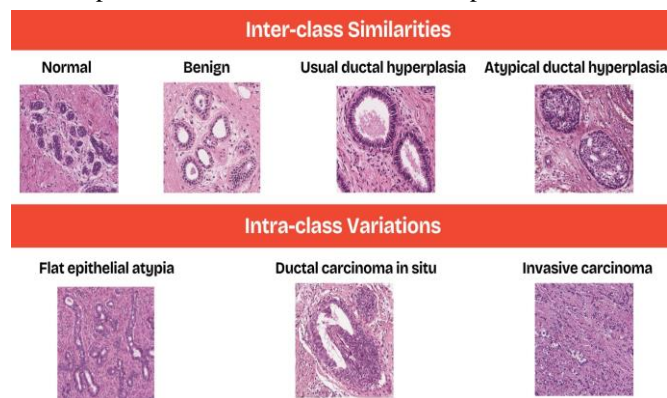 Inter-class Similarities
Normal Benign Usual ductal hyperplasia Atypical ductal hyperplasia
Intra-class Variations
Flat epithelial atypia Ductal carcinoma in situ Invasive carcinoma